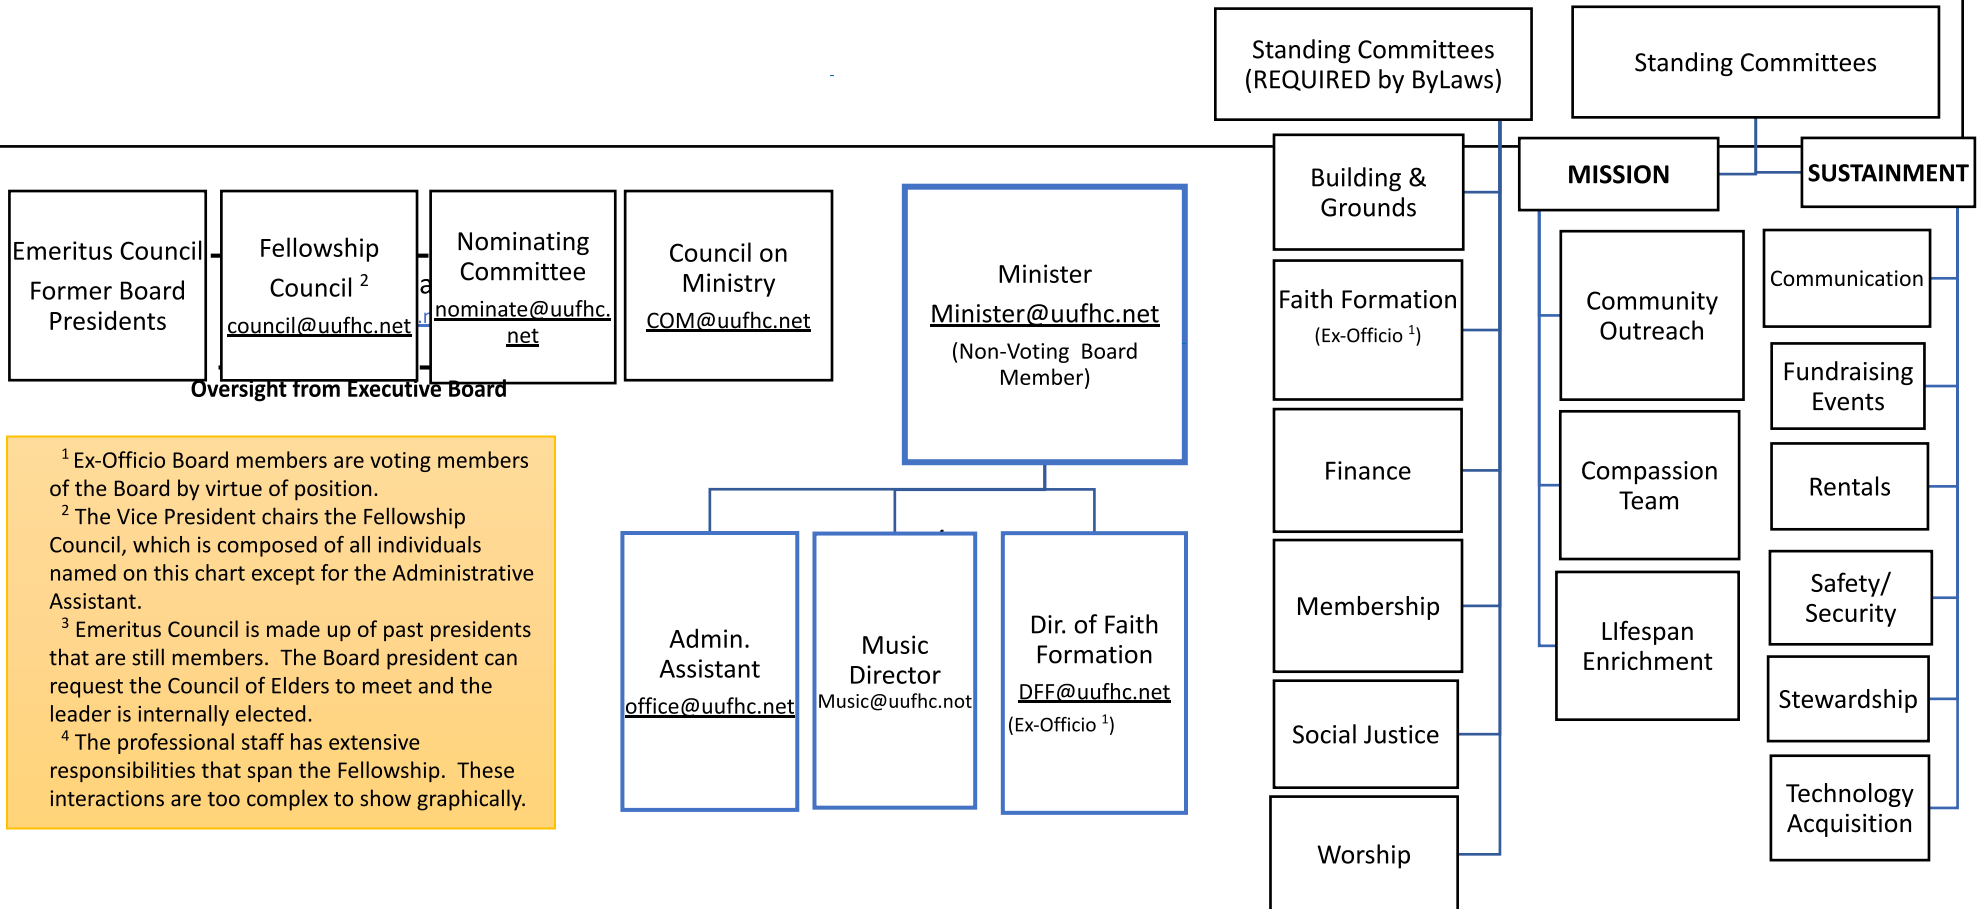 Standing Committees
(REQUIRED by ByLaws)
Standing Committees
Emeritus Council
Former Board
Presidents
Fellowship
Council 2
council@uufhc.net
Nominating
Committee
nominate@uufhc.
net
Council on
Ministry
COM@uufhc.net
Oversight from Executive Board
Minister
Minister@uufhc.net
(Non-Voting Board
Member)
Admin.
Assistant
office@uufhc.net
Music
Director
Music@uufhc.not
Dir. of Faith
Formation
DFF@uufhc.net
(Ex-Officio 1)
1 Ex-Officio Board members are voting members
of the Board by virtue of position.
2 The Vice President chairs the Fellowship
Council, which is composed of all individuals
named on this chart except for the Administrative
Assistant.
3 Emeritus Council is made up of past presidents
that are still members. The Board president can
request the Council of Elders to meet and the
leader is internally elected.
4 The professional staff has extensive
responsibilities that span the Fellowship. These
interactions are too complex to show graphically.
Building &
Grounds
Faith Formation
(Ex-Officio 1)
Finance
Membership
Social Justice
Worship
MISSION
Community
Outreach
Compassion
Team
LIfespan
Enrichment
SUSTAINMENT
Communication
Fundraising
Events
Rentals
Safety/
Security
Stewardship
Technology
Acquisition